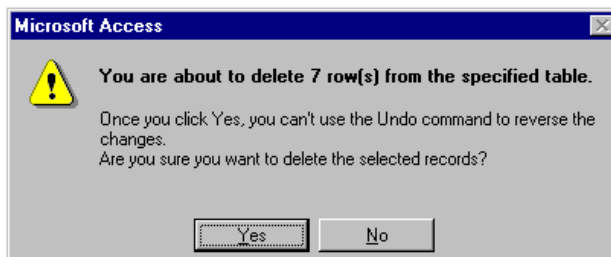 Microsoft Access
You are about to delete 7 row(s) from the specified table.
Once you click Yes, you can't use the Undo command to reverse the
changes.
Are you sure you want to delete the selected records?
Yes No